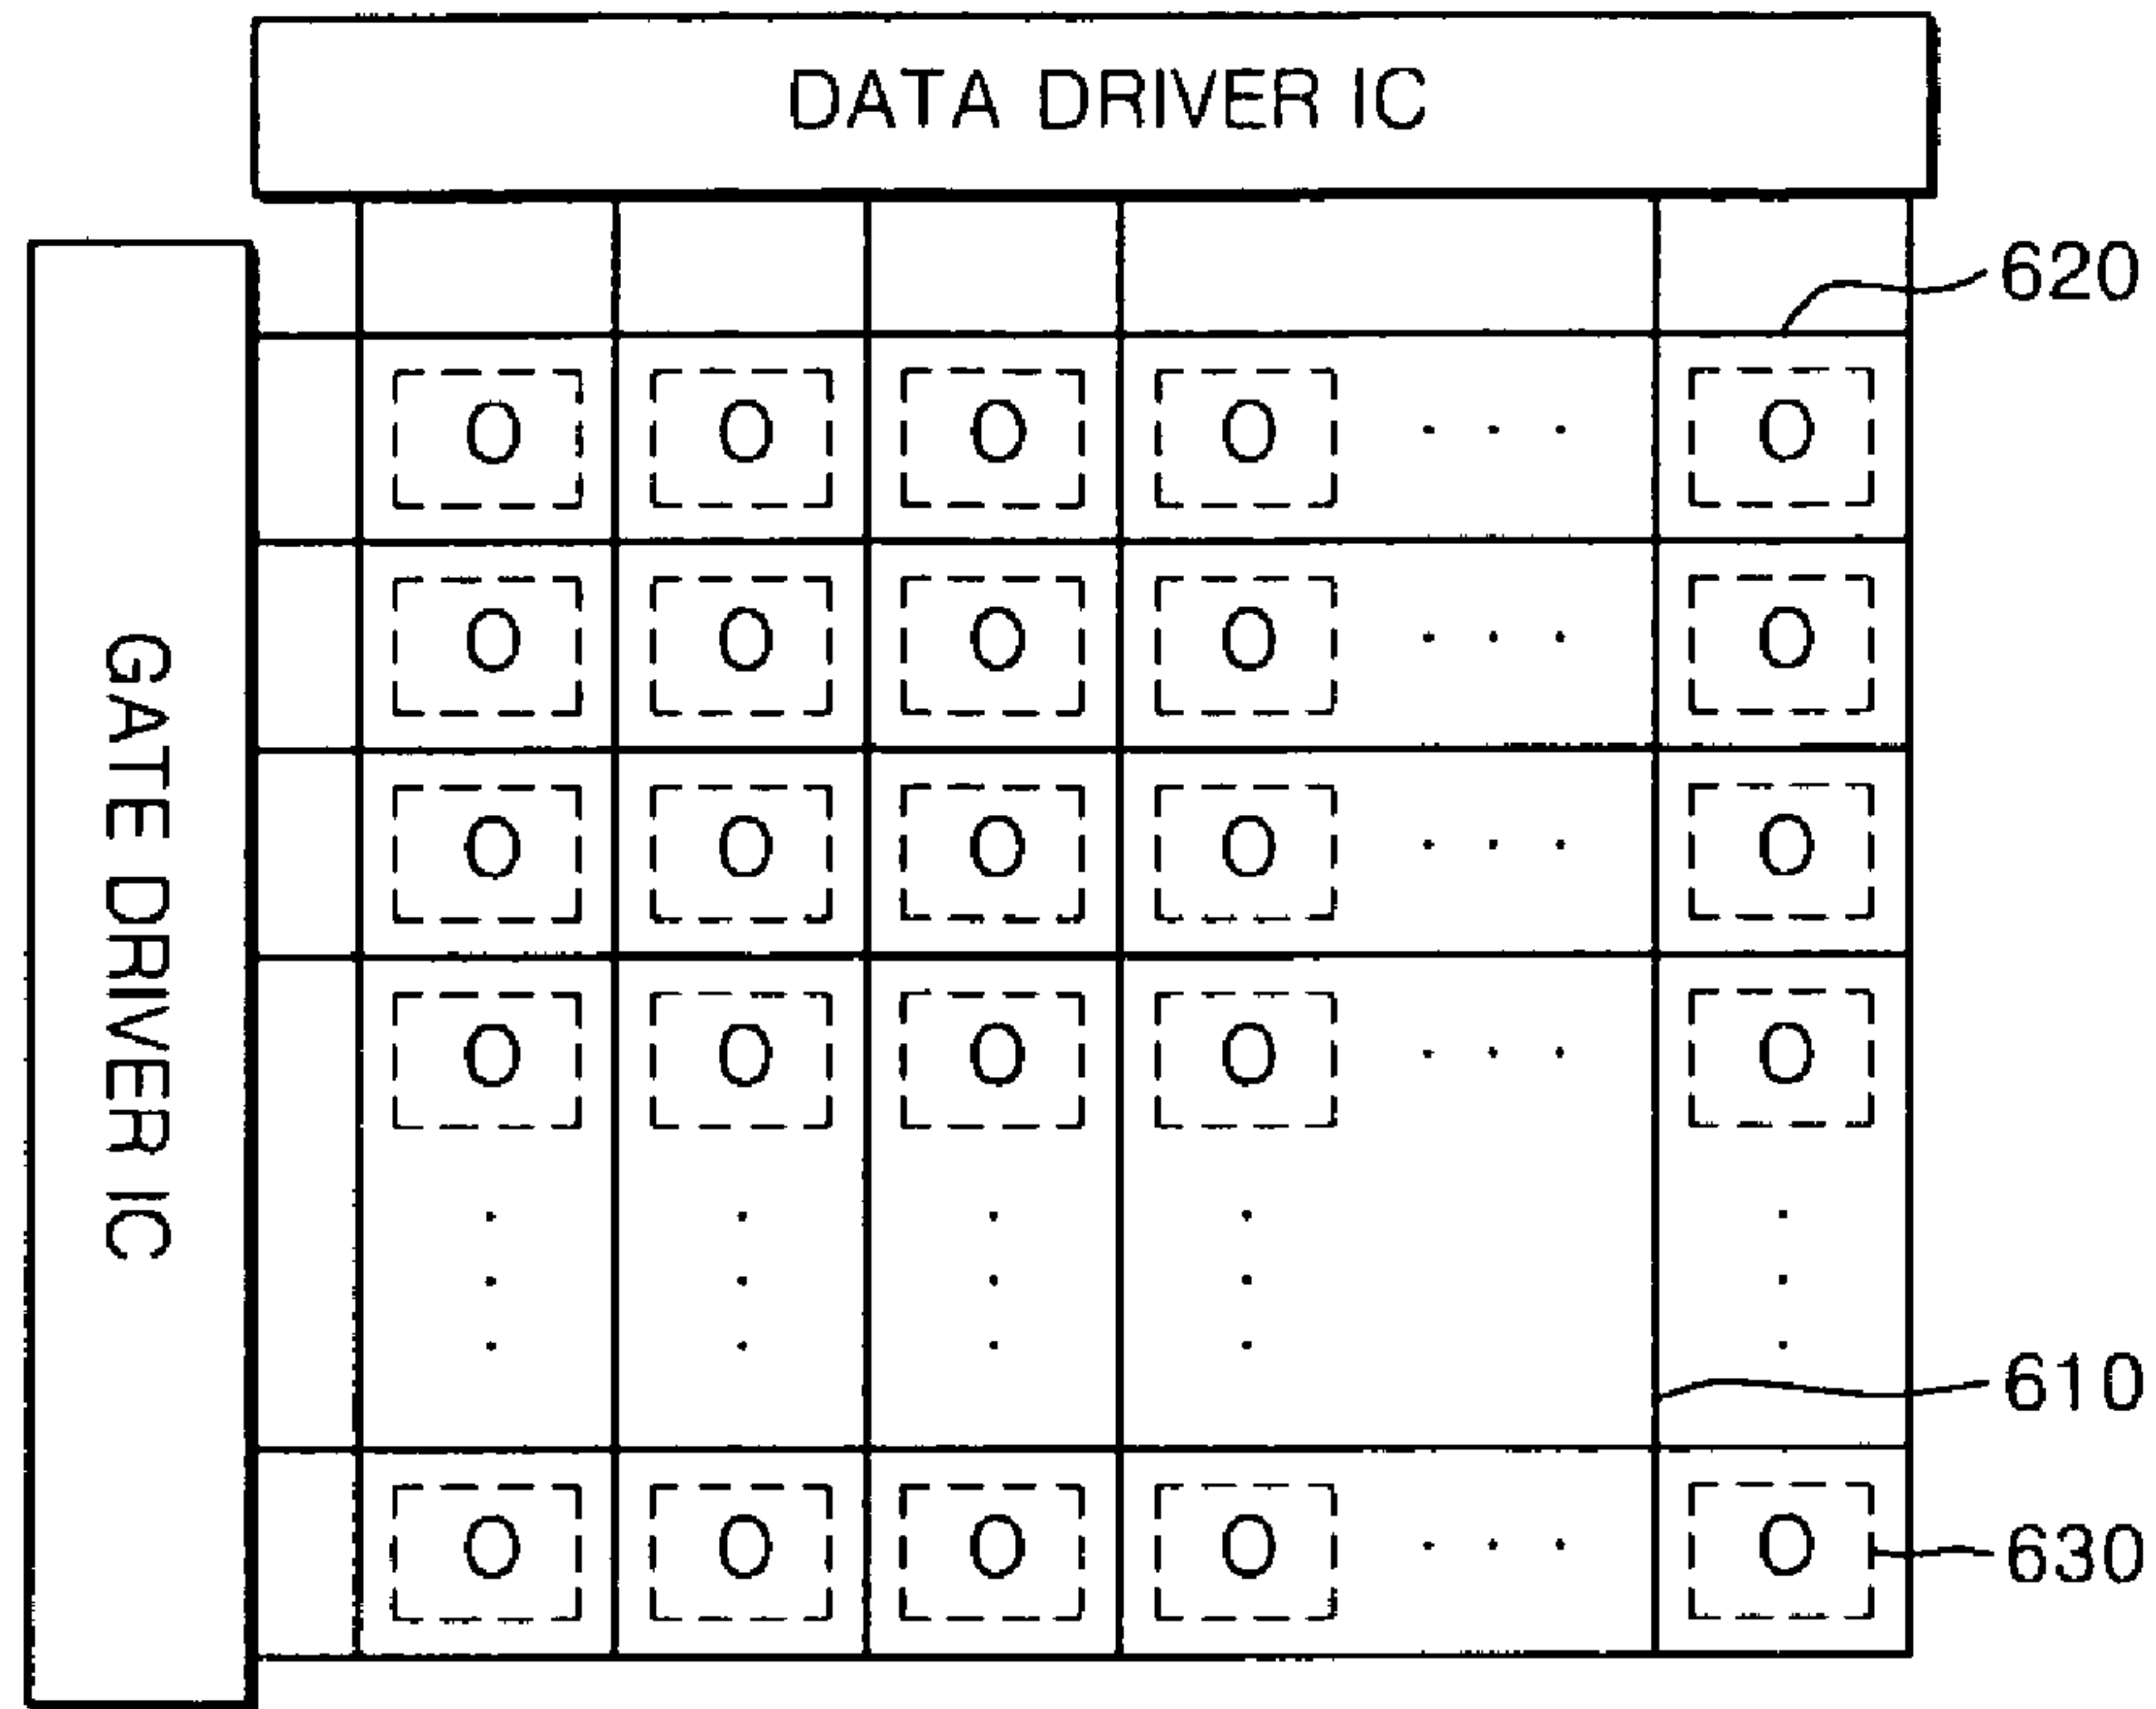 DATA DRIVER IC
620
O O O O . . . O
O O O O . . . O
GATE DRIVER IC
O O O O . . . O
O O O O . . . O
610
O O O O . . . O
630